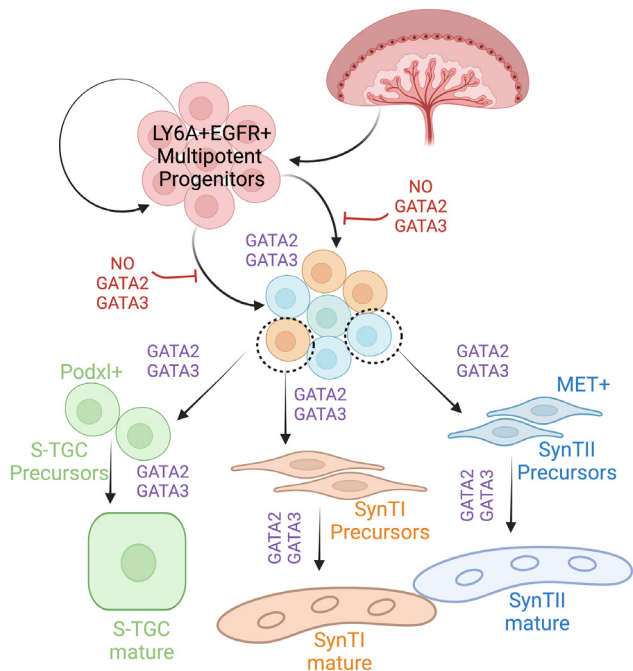 LY6A+EGFR+
Multipotent
Progenitors
NO
GATA2
GATA3
GATA2
GATA3
NO
GATA2
GATA3
GATA2
GATA3
GATA2
GATA3
GATA2
GATA3
Podxl+
S-TGC
Precursors
GATA2
GATA3
MET+
SynTII
Precursors
SynTI
Precursors
GATA2
GATA3
GATA2
GATA3
S-TGC
mature
SynTI
mature
SynTII
mature